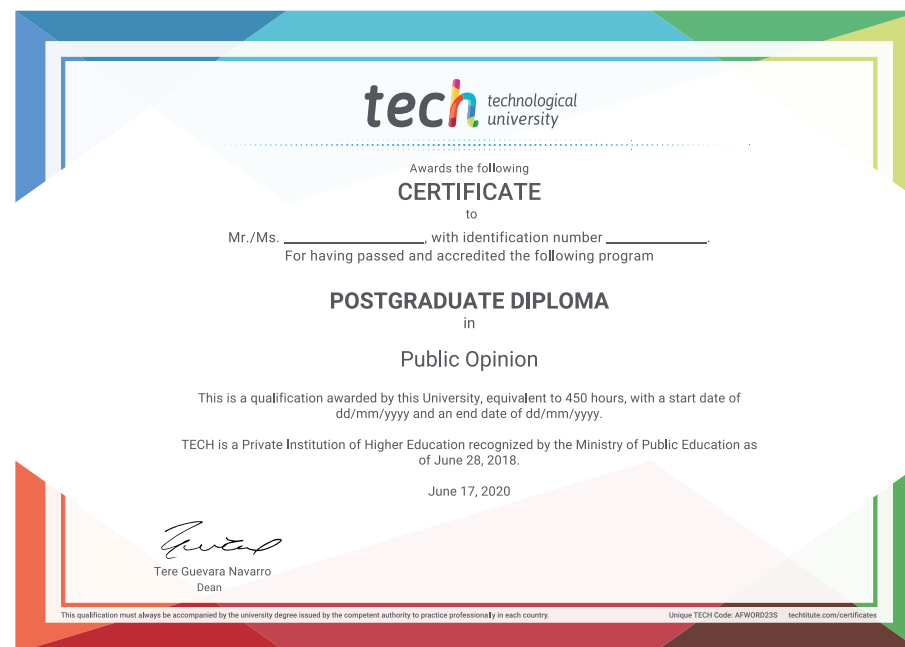 tech technological
university
Awards the following
CERTIFICATE
to
Mr./Ms. ____________________, with identification number ______________.
For having passed and accredited the following program
POSTGRADUATE DIPLOMA
in
Public Opinion
This is a qualification awarded by this University, equivalent to 450 hours, with a start date of
dd/mm/yyyy and an end date of dd/mm/yyyy.
TECH is a Private Institution of Higher Education recognized by the Ministry of Public Education as
of June 28, 2018.
June 17, 2020
Tere Guevara Navarro
Dean
This qualification must always be accompanied by the university degree issued by the competent authority to practice professionally in each country. Unique TECH Code: AFWORD23S techtitute.com/certificates